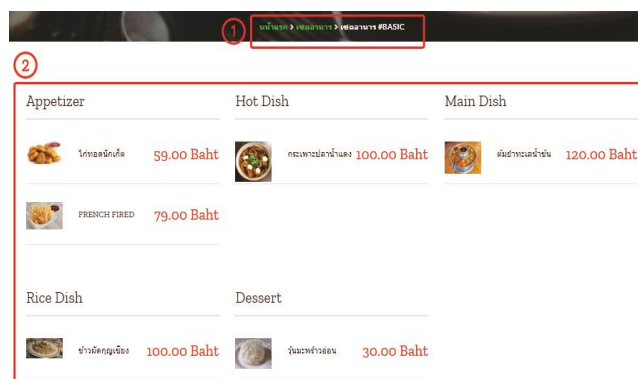 1
หน้าแรก > เซตอาหาร > เซตอาหาร #BASIC
2
Appetizer
Hot Dish
Main Dish
ไก่ทอดนักเก็ต 59.00 Baht
กระเพาะปลาน้ำแดง 100.00 Baht
ต้มยำทะเลน้ำข้น 120.00 Baht
FRENCH FIRED 79.00 Baht
Rice Dish
Dessert
ข้าวผัดกุญเชียง 100.00 Baht
วุ้นมะพร้าวอ่อน 30.00 Baht